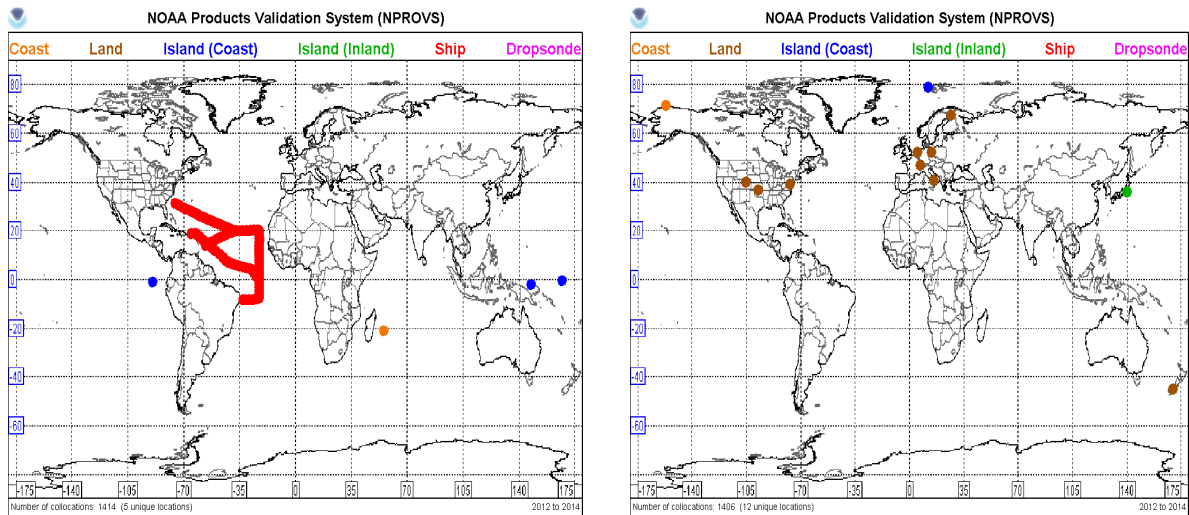 NOAA Products Validation System (NPROVS)
Coast Land Island (Coast) Island (Inland) Ship Dropsonde
80
60
40
20
0
-20
-40
-60
-175 -140 -105 -70 -35 0 35 70 105 140 175
Number of collocations: 1414 (5 unique locations) 2012 to 2014
NOAA Products Validation System (NPROVS)
Coast Land Island (Coast) Island (Inland) Ship Dropsonde
80
60
40
20
0
-20
-40
-60
-175 -140 -105 -70 -35 0 35 70 105 140 175
Number of collocations: 1406 (12 unique locations) 2012 to 2014